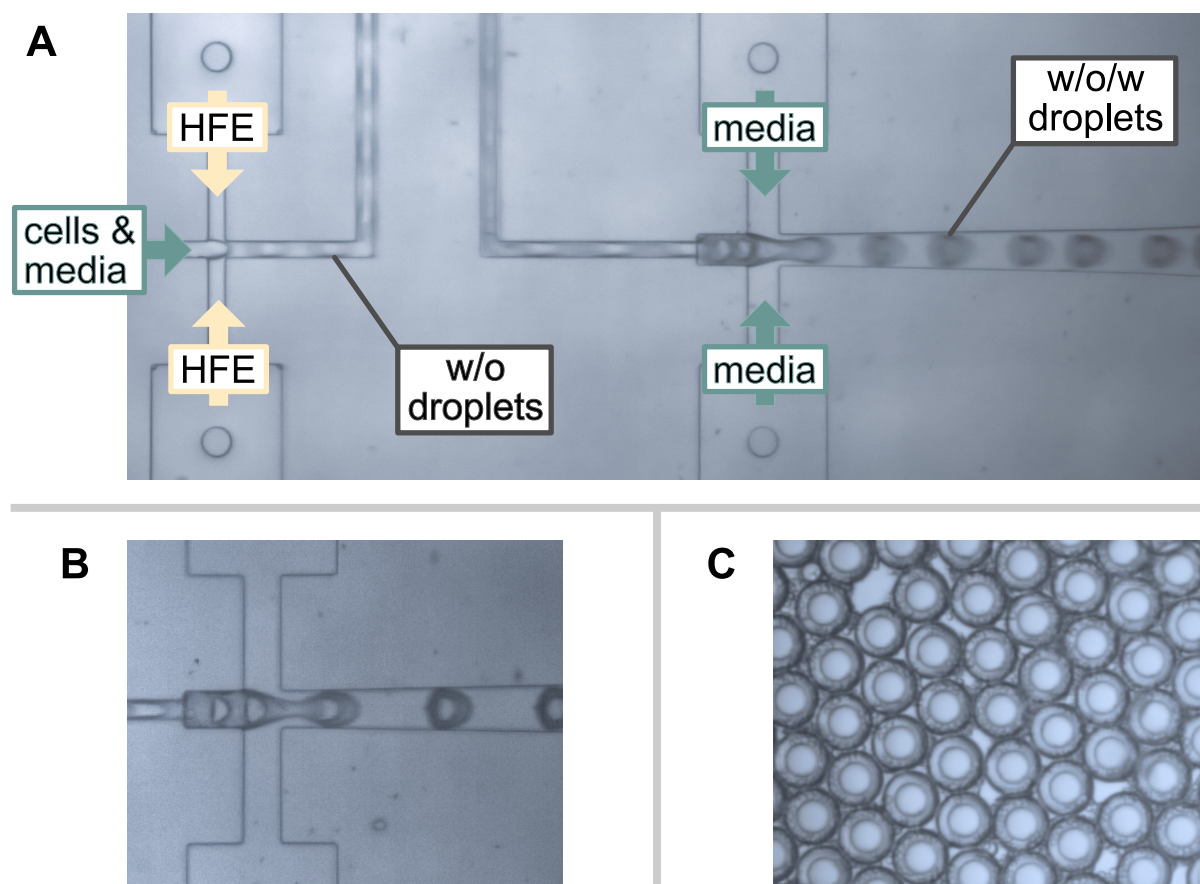 A
HFE
media
w/o/w
droplets
cells &
media
HFE
w/o
droplets
media
B
C